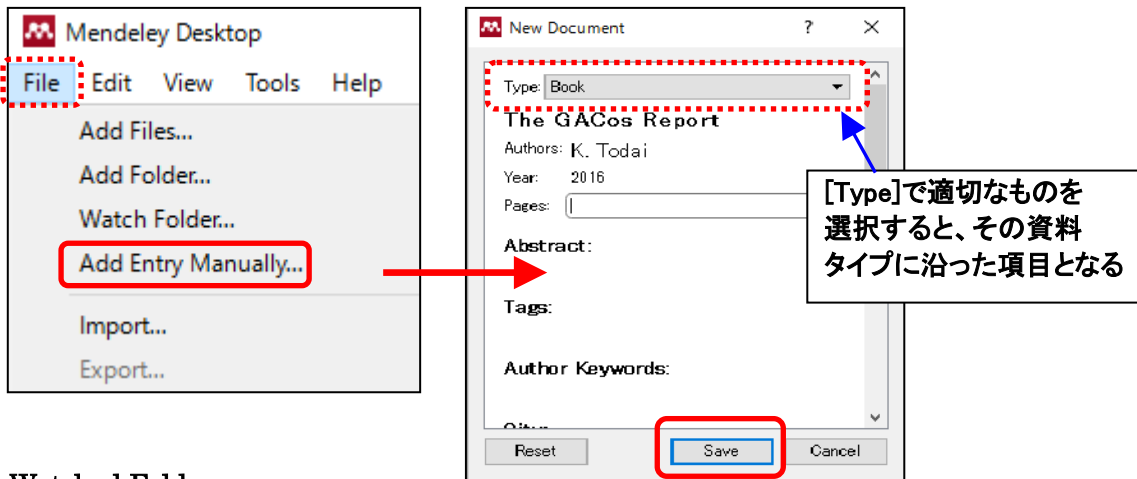 Mendeley Desktop
File Edit View Tools Help
Add Files...
Add Folder...
Watch Folder...
Add Entry Manually...
Import...
Export...
New Document ? ×
Type: Book
The GACos Report
Authors: K. Todai
Year: 2016
Pages:
Abstract:
Tags:
Author Keywords:
Reset Save Cancel
[Type]で適切なものを
選択すると、その資料
タイプに沿った項目となる